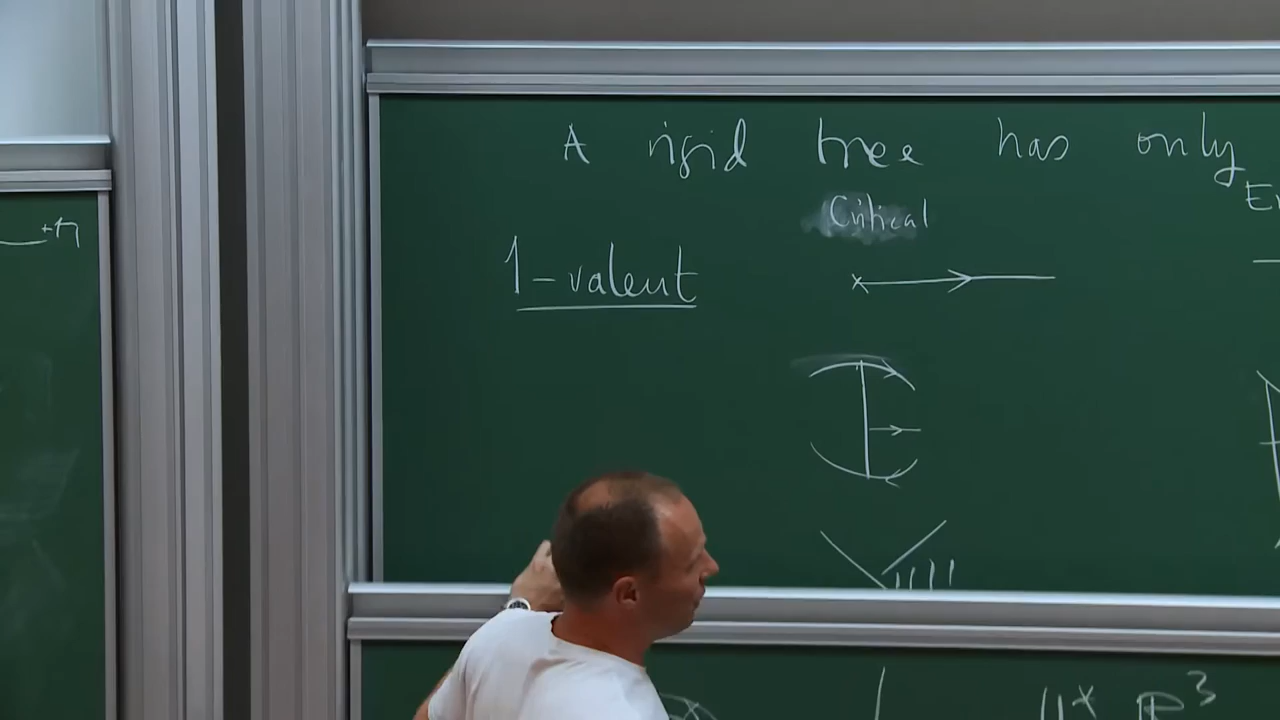 A rigid tree has only
Critical
1-valent
+η
H* P³